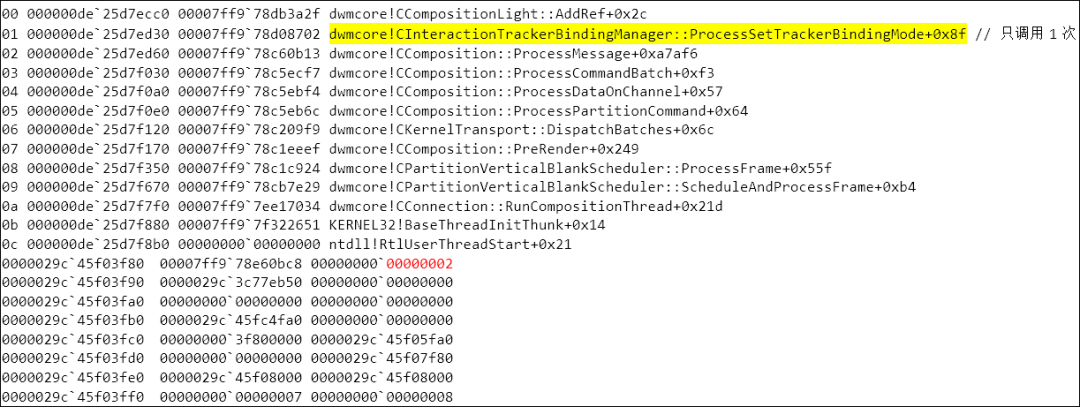 00 000000de`25d7ecc0 00007ff9`78db3a2f dwmcore!CCompositionLight::AddRef+0x2c
01 000000de`25d7ed30 00007ff9`78d08702 dwmcore!CInteractionTrackerBindingManager::ProcessSetTrackerBindingMode+0x8f // 只调用 1 次
02 000000de`25d7ed60 00007ff9`78c60b13 dwmcore!CComposition::ProcessMessage+0xa7af6
03 000000de`25d7f030 00007ff9`78c5ecf7 dwmcore!CComposition::ProcessCommandBatch+0xf3
04 000000de`25d7f0a0 00007ff9`78c5ebf4 dwmcore!CComposition::ProcessDataOnChannel+0x57
05 000000de`25d7f0e0 00007ff9`78c5eb6c dwmcore!CComposition::ProcessPartitionCommand+0x64
06 000000de`25d7f120 00007ff9`78c209f9 dwmcore!CKernelTransport::DispatchBatches+0x6c
07 000000de`25d7f170 00007ff9`78c1eeef dwmcore!CComposition::PreRender+0x249
08 000000de`25d7f350 00007ff9`78c1c924 dwmcore!CPartitionVerticalBlankScheduler::ProcessFrame+0x55f
09 000000de`25d7f670 00007ff9`78cb7e29 dwmcore!CPartitionVerticalBlankScheduler::ScheduleAndProcessFrame+0xb4
0a 000000de`25d7f7f0 00007ff9`7ee17034 dwmcore!CConnection::RunCompositionThread+0x21d
0b 000000de`25d7f880 00007ff9`7f322651 KERNEL32!BaseThreadInitThunk+0x14
0c 000000de`25d7f8b0 00000000`00000000 ntdll!RtlUserThreadStart+0x21
0000029c`45f03f80  00007ff9`78e60bc8 00000000`00000002
0000029c`45f03f90  0000029c`3c77eb50 00000000`00000000
0000029c`45f03fa0  00000000`00000000 00000000`00000000
0000029c`45f03fb0  0000029c`45fc4fa0 00000000`00000000
0000029c`45f03fc0  00000000`3f800000 0000029c`45f05fa0
0000029c`45f03fd0  00000000`00000000 0000029c`45f07f80
0000029c`45f03fe0  0000029c`45f08000 0000029c`45f08000
0000029c`45f03ff0  00000000`00000007 00000000`00000008